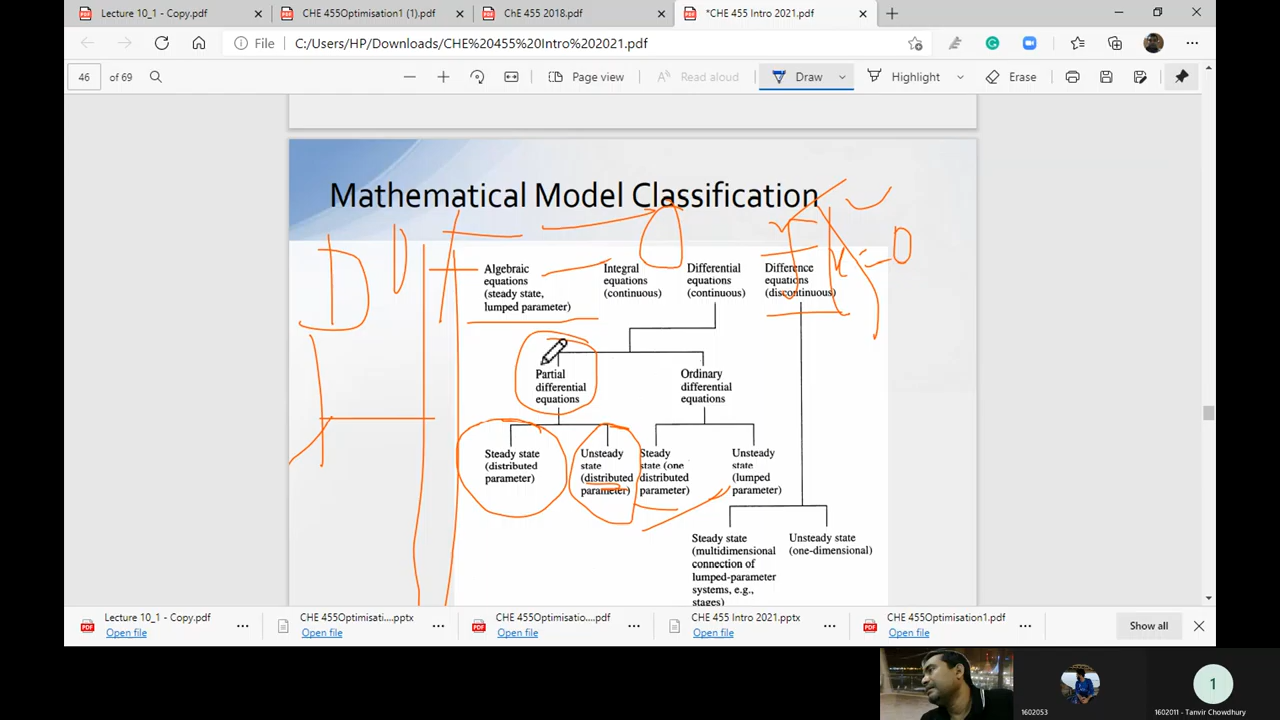 Lecture 10_1 - Copy.pdf
CHE 455Optimisation1 (1).pdf
ChE 455 2018.pdf
*CHE 455 Intro 2021.pdf
File
C:/Users/HP/Downloads/CHE%20455%20Intro%202021.pdf
46 of 69
Page view
Read aloud
Draw
Highlight
Erase
Mathematical Model Classification
Algebraic
equations
(steady state,
lumped parameter)
Integral
equations
(continuous)
Differential
equations
(continuous)
Difference
equations
(discontinuous)
Partial
differential
equations
Ordinary
differential
equations
Steady state
(distributed
parameter)
Unsteady
state
(distributed
parameter)
Steady
state (one
distributed
parameter)
Unsteady
state
(lumped
parameter)
Steady state
(multidimensional
connection of
lumped-parameter
systems, e.g.,
stages)
Unsteady state
(one-dimensional)
Lecture 10_1 - Copy.pdf
Open file
CHE 455Optimisati....pptx
Open file
CHE 455Optimisati....pdf
Open file
CHE 455 Intro 2021.pptx
Open file
CHE 455Optimisation1.pdf
Open file
Show all
1602053
1
1602011 - Tanvir Chowdhury